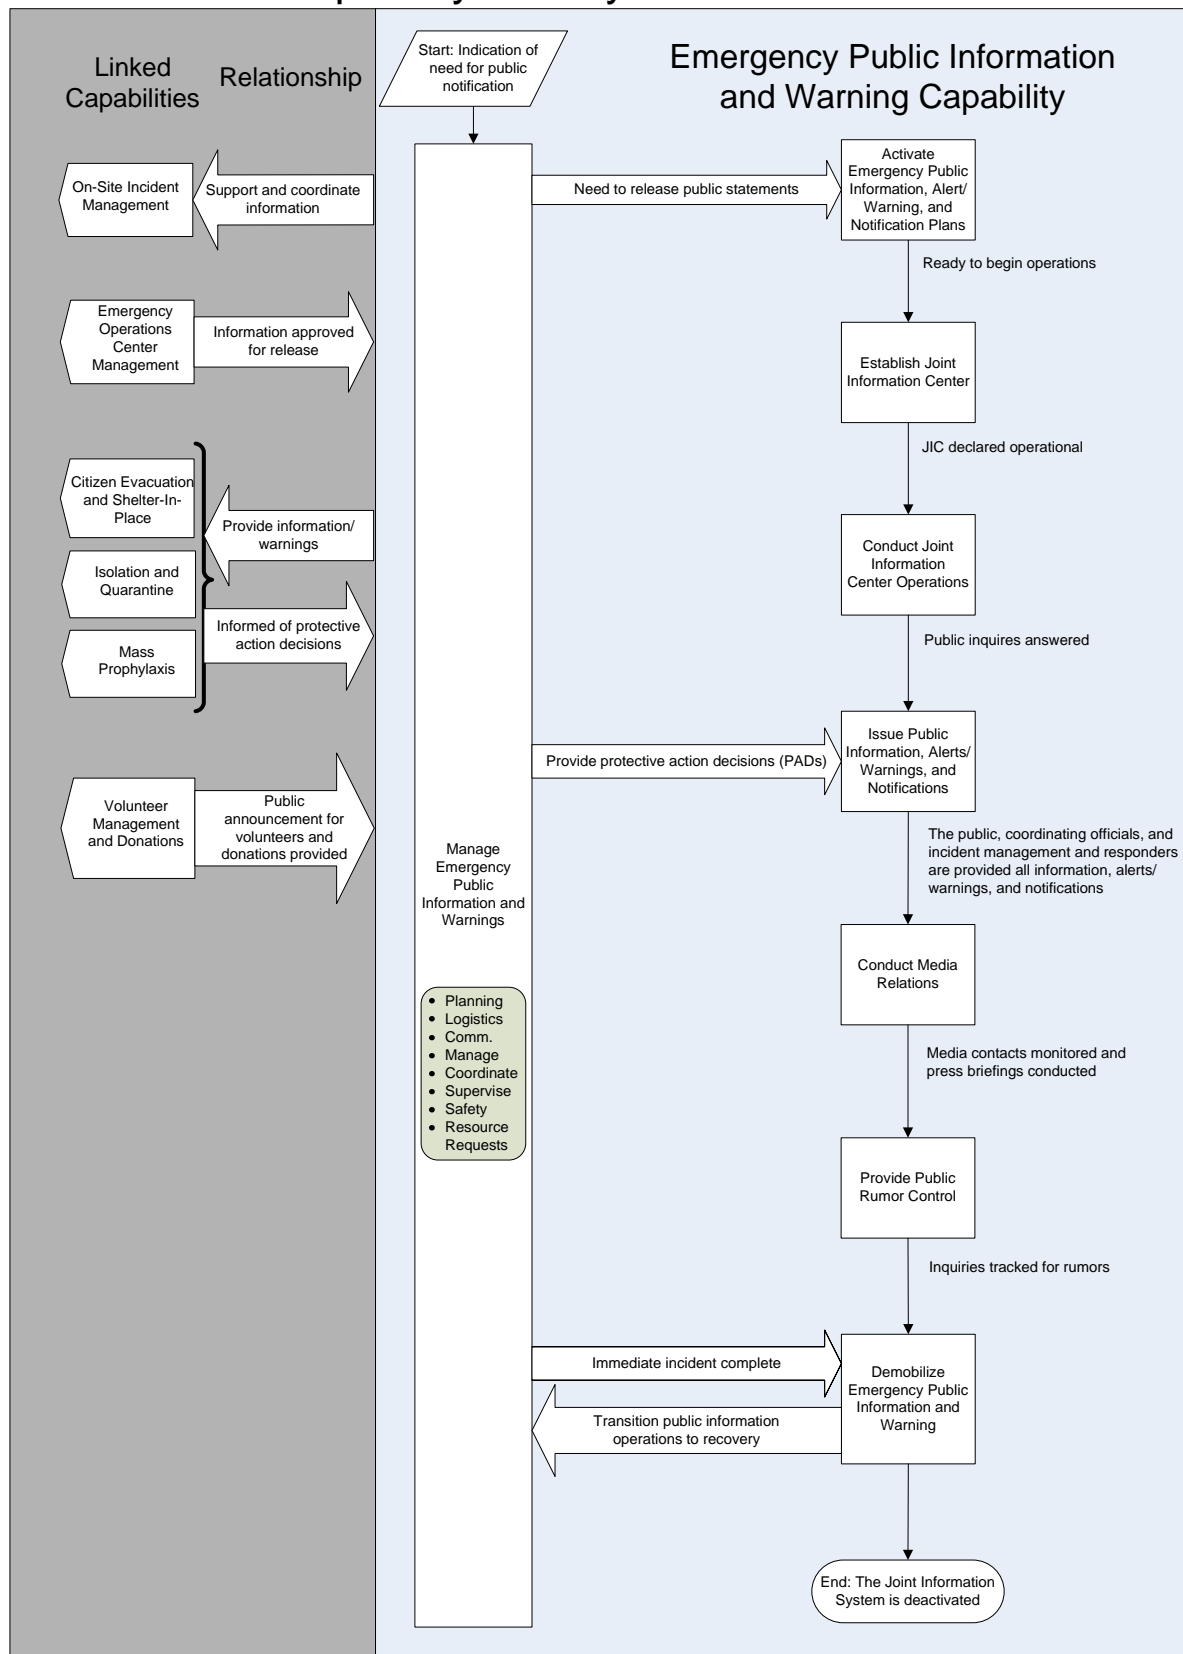 Linked
Capabilities
Relationship
Start: Indication of
need for public
notification
Emergency Public Information
and Warning Capability
On-Site Incident
Management
Support and coordinate
information
Need to release public statements
Activate
Emergency Public
Information, Alert/
Warning, and
Notification Plans
Ready to begin operations
Emergency
Operations
Center
Management
Information approved
for release
Establish Joint
Information Center
JIC declared operational
Citizen Evacuation
and Shelter-In-
Place
Provide information/
warnings
Isolation and
Quarantine
Informed of protective
action decisions
Mass
Prophylaxis
Conduct Joint
Information
Center Operations
Public inquires answered
Provide protective action decisions (PADs)
Issue Public
Information, Alerts/
Warnings, and
Notifications
Volunteer
Management
and Donations
Public
announcement for
volunteers and
donations provided
The public, coordinating officials, and
incident management and responders
are provided all information, alerts/
warnings, and notifications
Manage
Emergency
Public
Information and
Warnings
Conduct Media
Relations
• Planning
• Logistics
• Comm.
• Manage
• Coordinate
• Supervise
• Safety
• Resource
Requests
Media contacts monitored and
press briefings conducted
Provide Public
Rumor Control
Inquiries tracked for rumors
Immediate incident complete
Transition public information
operations to recovery
Demobilize
Emergency Public
Information and
Warning
End: The Joint Information
System is deactivated